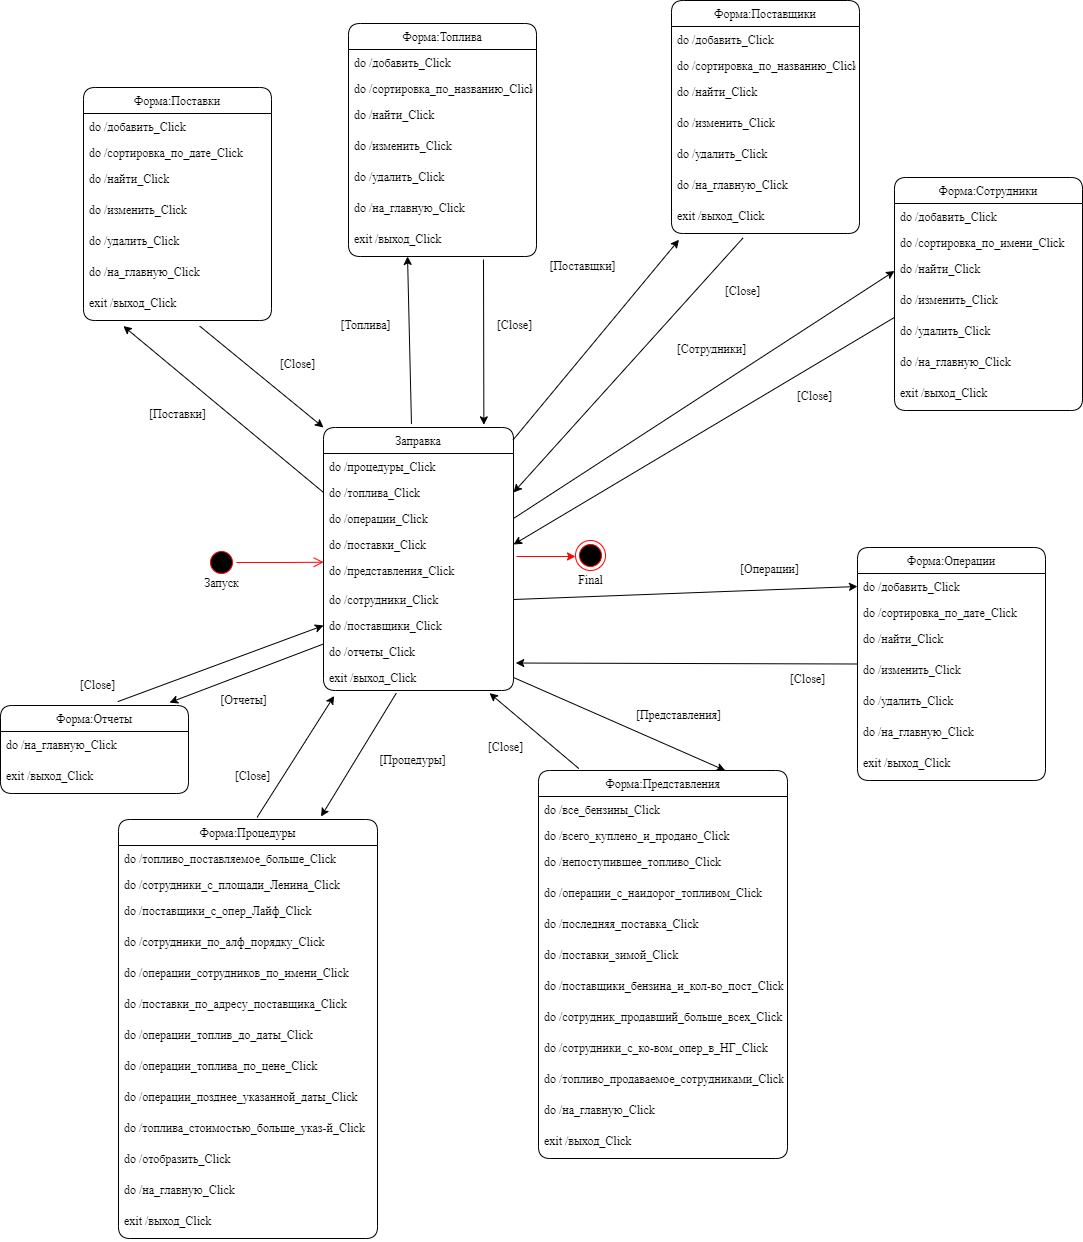 Форма:Поставки
do /добавить_Click
do /сортировка_по_дате_Click
do /найти_Click
do /изменить_Click
do /удалить_Click
do /на_главную_Click
exit /выход_Click
Форма:Топлива
do /добавить_Click
do /сортировка_по_названию_Click
do /найти_Click
do /изменить_Click
do /удалить_Click
do /на_главную_Click
exit /выход_Click
Форма:Поставщики
do /добавить_Click
do /сортировка_по_названию_Click
do /найти_Click
do /изменить_Click
do /удалить_Click
do /на_главную_Click
exit /выход_Click
Форма:Сотрудники
do /добавить_Click
do /сортировка_по_имени_Click
do /найти_Click
do /изменить_Click
do /удалить_Click
do /на_главную_Click
exit /выход_Click
[Поставщки]
[Close]
[Топлива]
[Close]
[Сотрудники]
[Close]
[Close]
[Поставки]
Заправка
do /процедуры_Click
do /топлива_Click
do /операции_Click
do /поставки_Click
do /представления_Click
do /сотрудники_Click
do /поставщики_Click
do /отчеты_Click
exit /выход_Click
Запуск
Final
[Операции]
[Close]
Форма:Операции
do /добавить_Click
do /сортировка_по_дате_Click
do /найти_Click
do /изменить_Click
do /удалить_Click
do /на_главную_Click
exit /выход_Click
[Close]
[Отчеты]
Форма:Отчеты
do /на_главную_Click
exit /выход_Click
[Close]
[Процедуры]
[Close]
[Представления]
Форма:Процедуры
do /топливо_поставляемое_больше_Click
do /сотрудники_с_площади_Ленина_Click
do /поставщики_с_опер_Лайф_Click
do /сотрудники_по_алф_порядку_Click
do /операции_сотрудников_по_имени_Click
do /поставки_по_адресу_поставщика_Click
do /операции_топлив_до_даты_Click
do /операции_топлива_по_цене_Click
do /операции_позднее_указанной_даты_Click
do /топлива_стоимостью_больше_указ-й_Click
do /отобразить_Click
do /на_главную_Click
exit /выход_Click
Форма:Представления
do /все_бензины_Click
do /всего_куплено_и_продано_Click
do /непоступившее_топливо_Click
do /операции_с_наидорог_топливом_Click
do /последняя_поставка_Click
do /поставки_зимой_Click
do /поставщики_бензина_и_кол-во_пост_Click
do /сотрудник_продавший_больше_всех_Click
do /сотрудники_с_ко-вом_опер_в_НГ_Click
do /топливо_продаваемое_сотрудниками_Click
do /на_главную_Click
exit /выход_Click